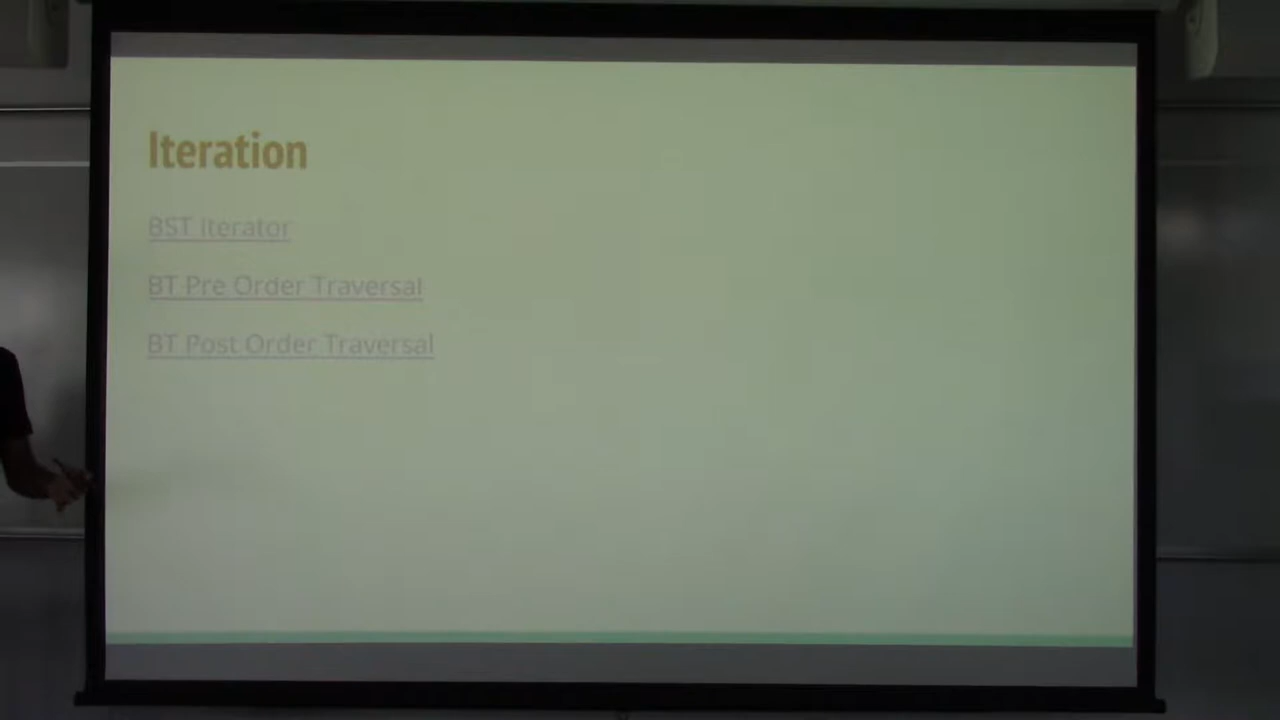 Iteration
BST Iterator
BT Pre Order Traversal
BT Post Order Traversal